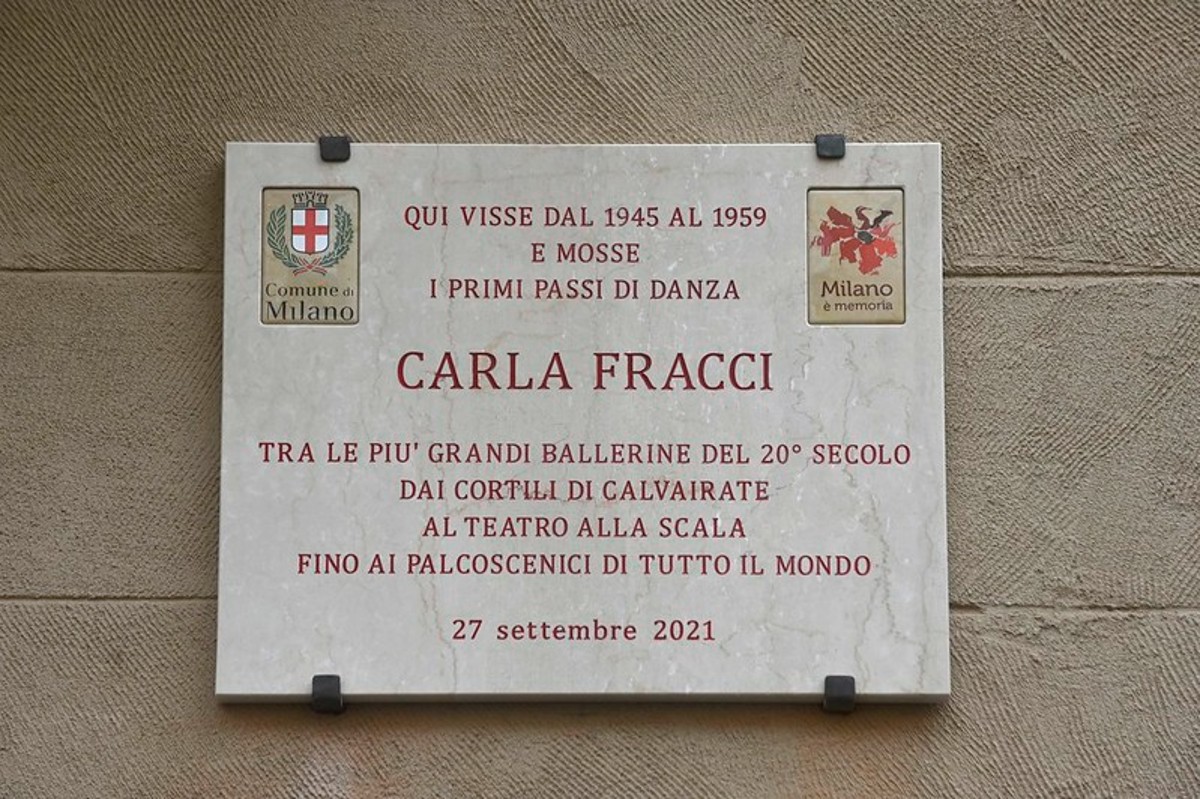 Comune di
Milano
QUI VISSE DAL 1945 AL 1959
E MOSSE
I PRIMI PASSI DI DANZA
Milano
è memoria
CARLA FRACCI
TRA LE PIU' GRANDI BALLERINE DEL 20° SECOLO
DAI CORTILI DI CALVAIRATE
AL TEATRO ALLA SCALA
FINO AI PALCOSCENICI DI TUTTO IL MONDO
27 settembre 2021